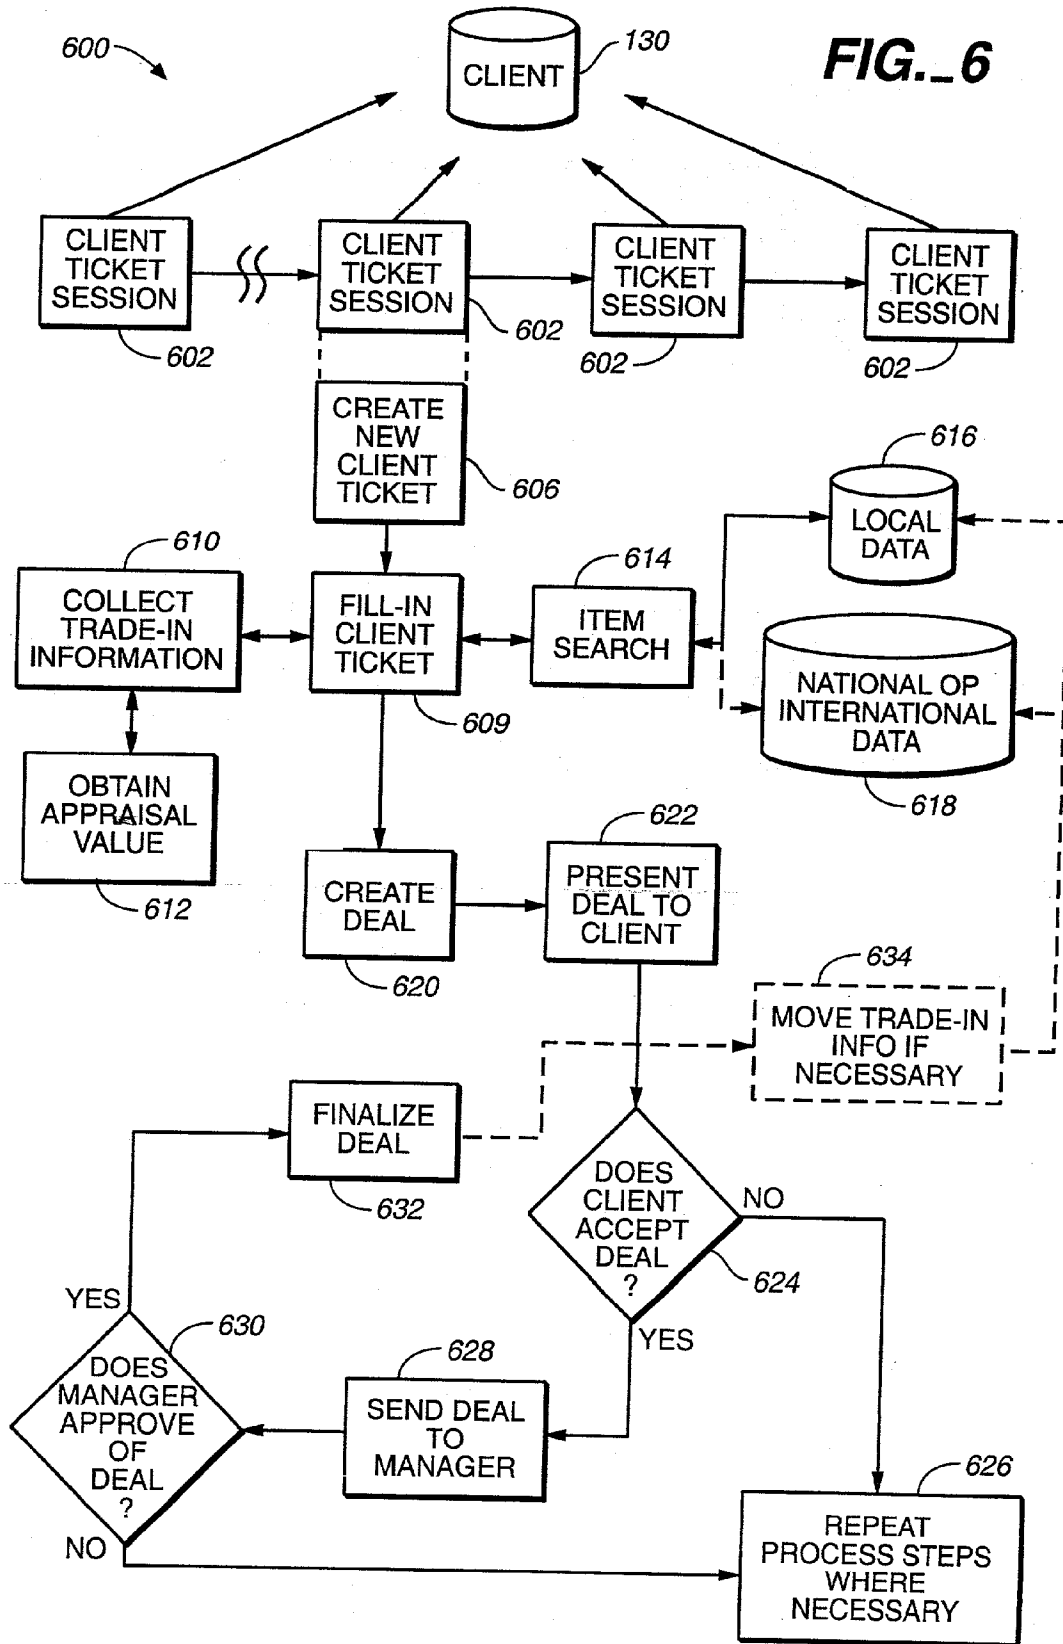 600
CLIENT
130
FIG._6
CLIENT
TICKET
SESSION
602
CLIENT
TICKET
SESSION
602
CLIENT
TICKET
SESSION
602
CLIENT
TICKET
SESSION
602
CREATE
NEW
CLIENT
TICKET
606
616
LOCAL
DATA
610
COLLECT
TRADE-IN
INFORMATION
FILL-IN
CLIENT
TICKET
609
614
ITEM
SEARCH
NATIONAL OP
INTERNATIONAL
DATA
618
OBTAIN
APPRAISAL
VALUE
612
CREATE
DEAL
620
622
PRESENT
DEAL TO
CLIENT
634
MOVE TRADE-IN
INFO IF
NECESSARY
FINALIZE
DEAL
632
DOES
CLIENT
ACCEPT
DEAL
?
624
NO
YES
YES
630
DOES
MANAGER
APPROVE
OF
DEAL
?
NO
628
SEND DEAL
TO
MANAGER
626
REPEAT
PROCESS STEPS
WHERE
NECESSARY